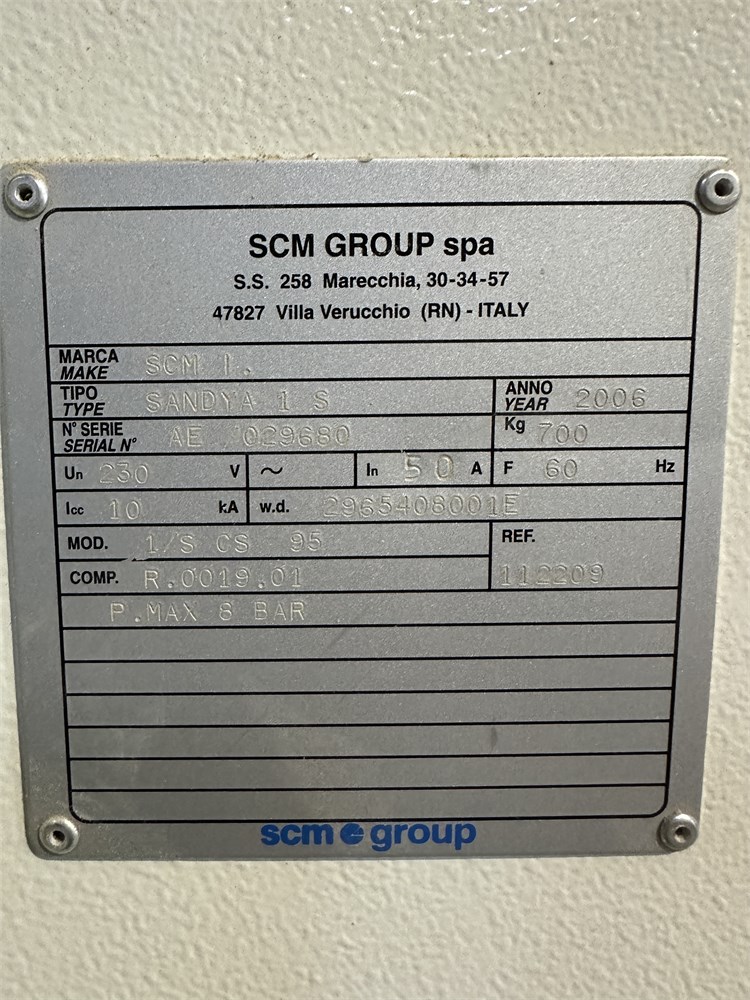 SCM GROUP spa
S.S. 258 Marecchia, 30-34-57
47827 Villa Verucchio (RN) - ITALY
MARCA MAKE SCM I.
TIPO TYPE SANDYA 1 S ANNO YEAR 2006
N° SERIE SERIAL N° AE 029680 Kg 700
Un 230 V ~ In 50 A F 60 Hz
Icc 10 kA w.d. 2965408001E
MOD. 1/S CS 95 REF.
COMP. R.0019.01 112209
P.MAX 8 BAR
scm group